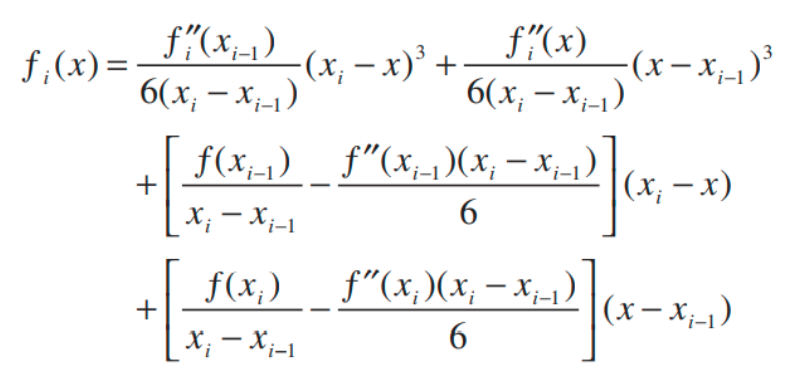 f_i(x) = \frac{f_i''(x_{i-1})}{6(x_i - x_{i-1})}(x_i - x)^3 + \frac{f_i''(x)}{6(x_i - x_{i-1})}(x - x_{i-1})^3
+ \left[ \frac{f(x_{i-1})}{x_i - x_{i-1}} - \frac{f''(x_{i-1})(x_i - x_{i-1})}{6} \right](x_i - x)
+ \left[ \frac{f(x_i)}{x_i - x_{i-1}} - \frac{f''(x_i)(x_i - x_{i-1})}{6} \right](x - x_{i-1})